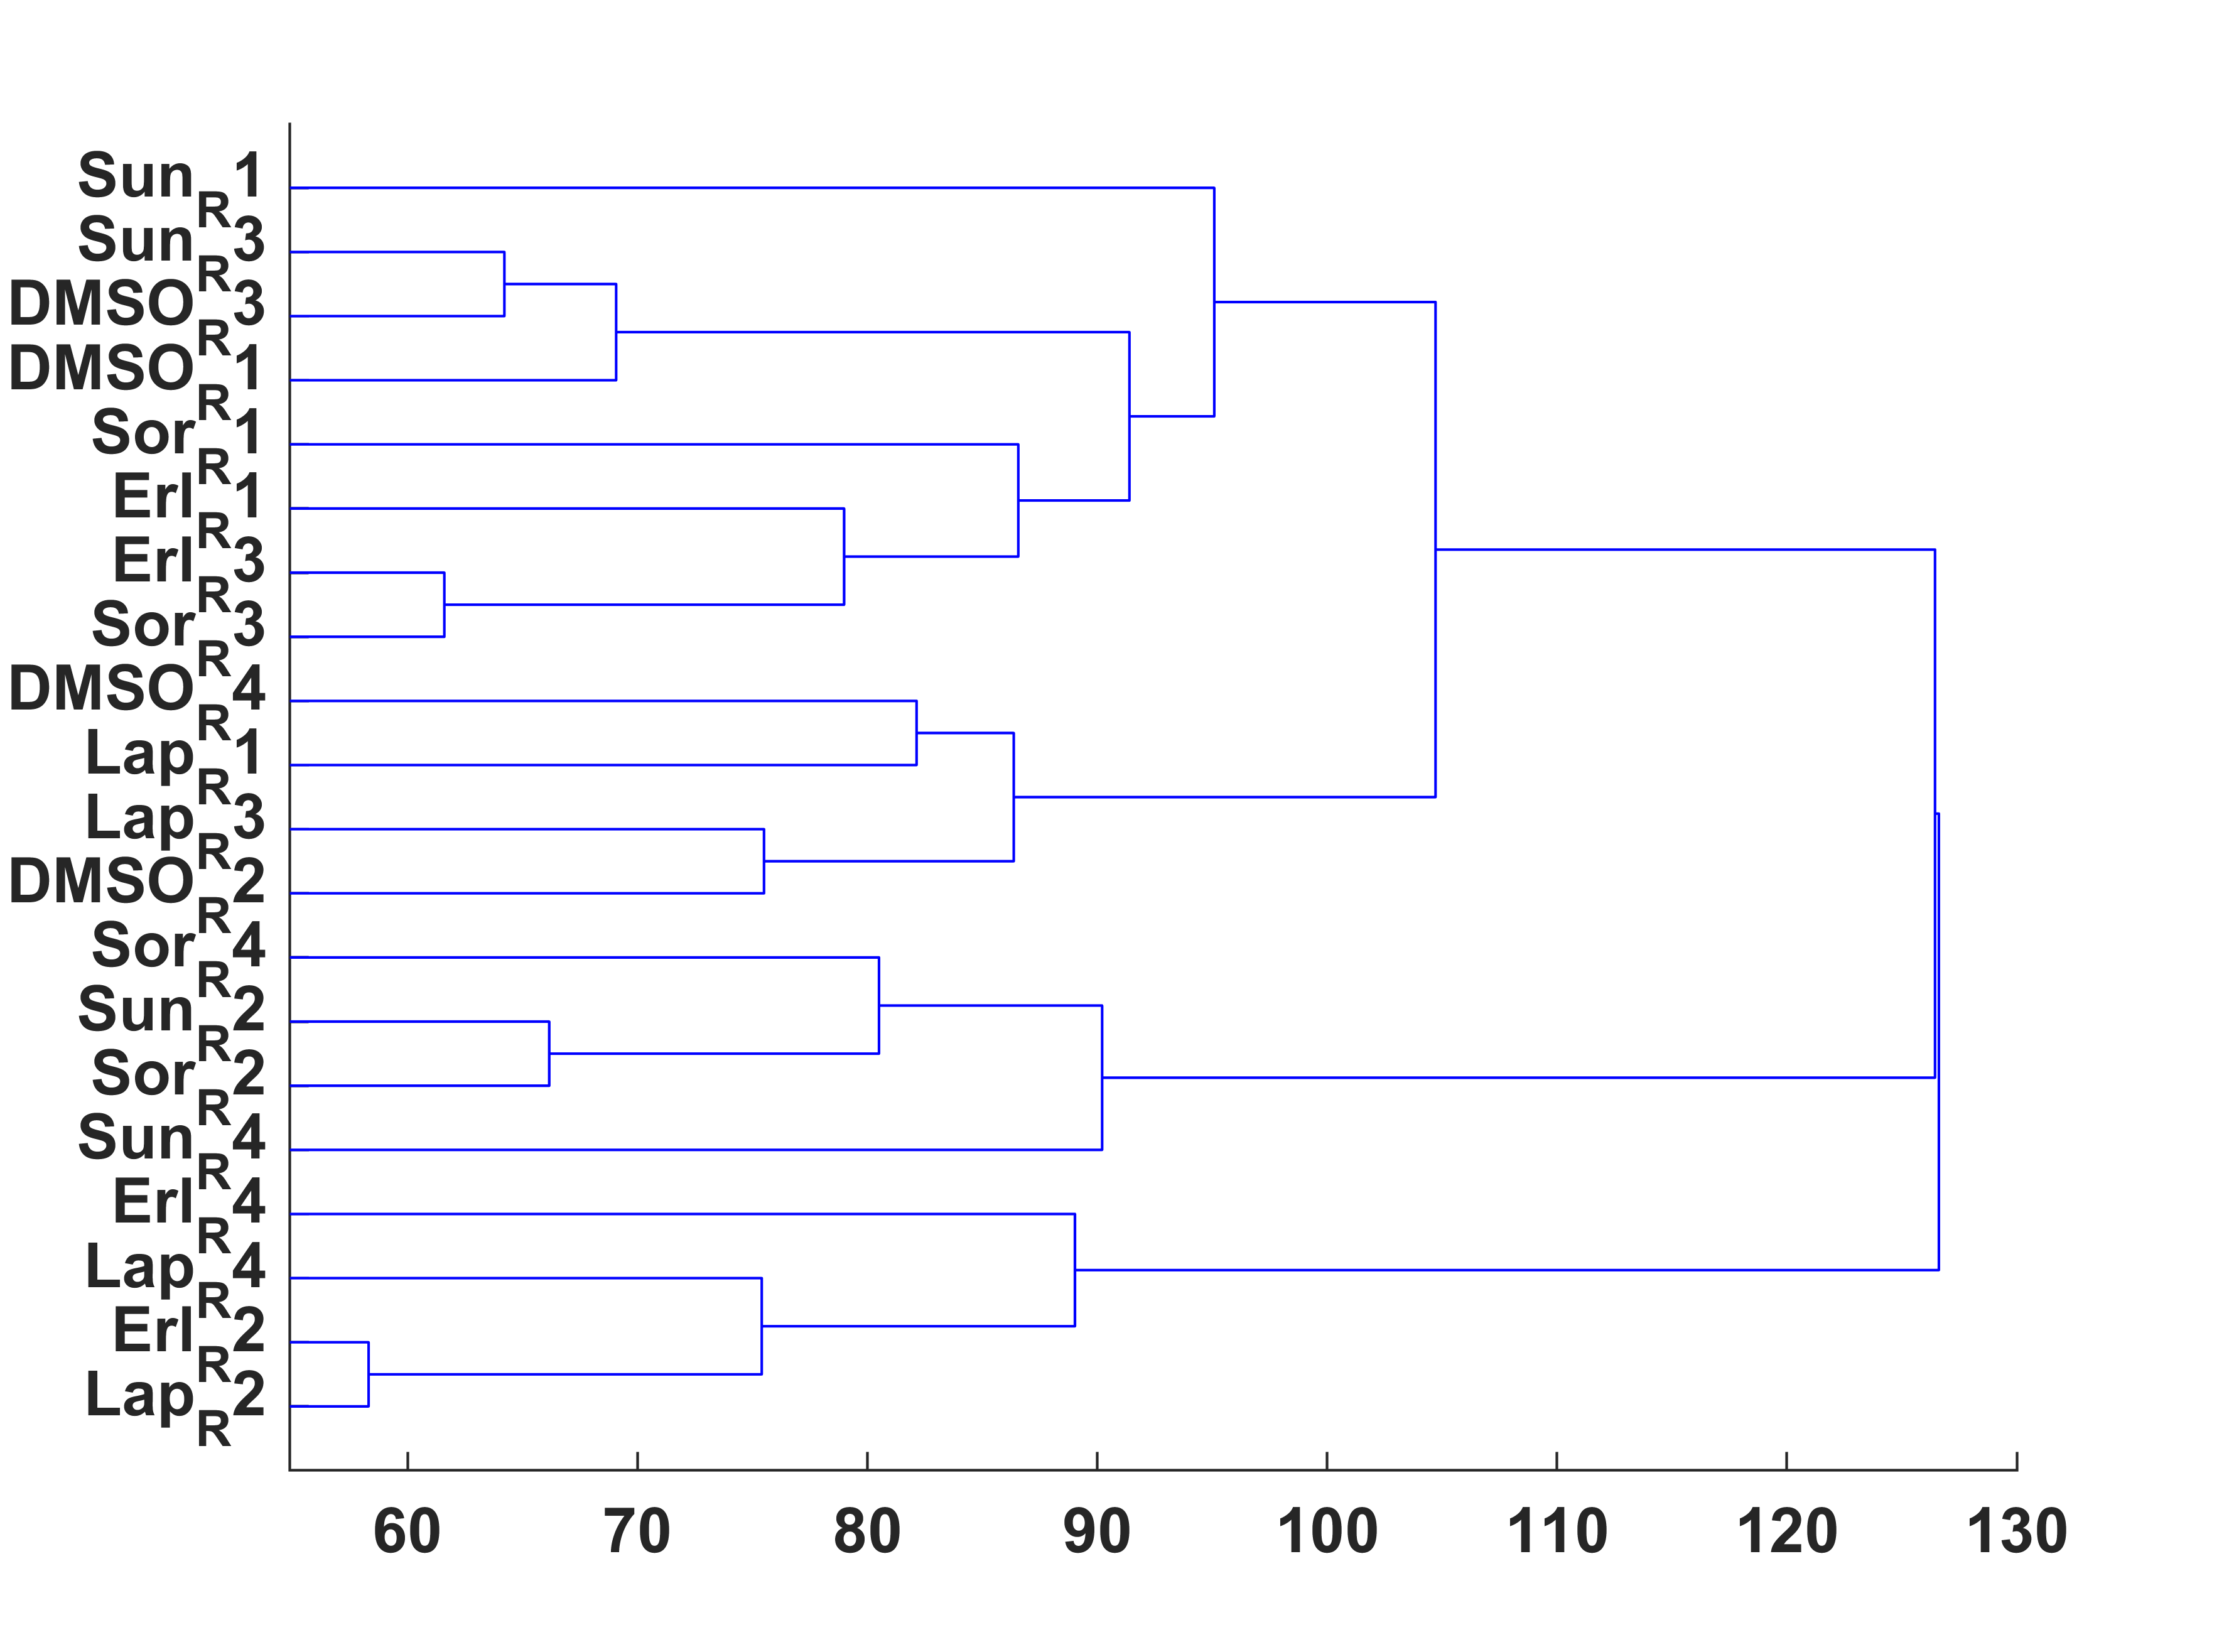 Sun_R1
Sun_R3
DMSO_R3
DMSO_R1
Sor_R1
Erl_R1
Erl_R3
Sor_R3
DMSO_R4
Lap_R1
Lap_R3
DMSO_R2
Sor_R4
Sun_R2
Sor_R2
Sun_R4
Erl_R4
Lap_R4
Erl_R2
Lap_R2
60 70 80 90 100 110 120 130